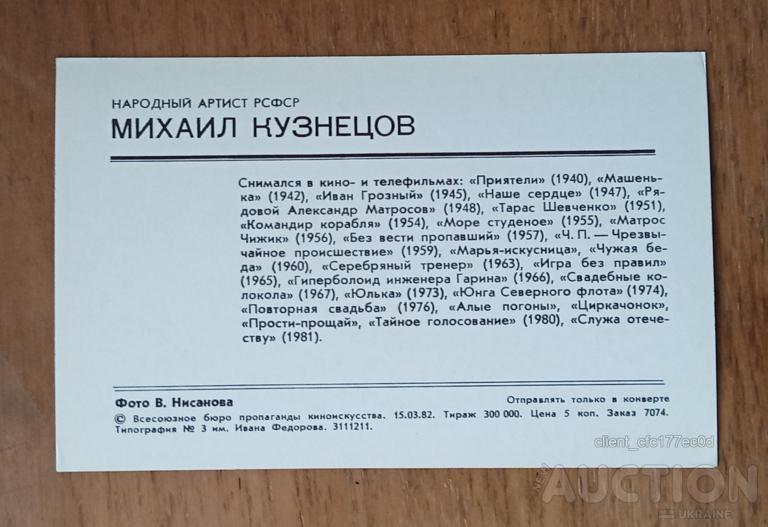 НАРОДНЫЙ АРТИСТ РСФСР
МИХАИЛ КУЗНЕЦОВ
Снимался в кино- и телефильмах: «Приятели» (1940), «Машень-
ка» (1942), «Иван Грозный» (1945), «Наше сердце» (1947), «Ря-
довой Александр Матросов» (1948), «Тарас Шевченко» (1951),
«Командир корабля» (1954), «Море студеное» (1955), «Матрос
Чижик» (1956), «Без вести пропавший» (1957), «Ч. П. — Чрезвы-
чайное происшествие» (1959), «Марья-искусница», «Чужая бе-
да» (1960), «Серебряный тренер» (1963), «Игра без правил»
(1965), «Гиперболоид инженера Гарина» (1966), «Свадебные ко-
локола» (1967), «Юлька» (1973), «Юнга Северного флота» (1974),
«Повторная свадьба» (1976), «Алые погоны», «Циркачонок»,
«Прости-прощай», «Тайное голосование» (1980), «Служа отече-
ству» (1981).
Фото В. Нисанова
Отправлять только в конверте
© Всесоюзное бюро пропаганды киноискусства. 15.03.82. Тираж 300 000. Цена 5 коп. Заказ 7074.
Типография № 3 им. Ивана Федорова. 3111211.
client_cfc177ec0d
AUCTION
UKRAINE